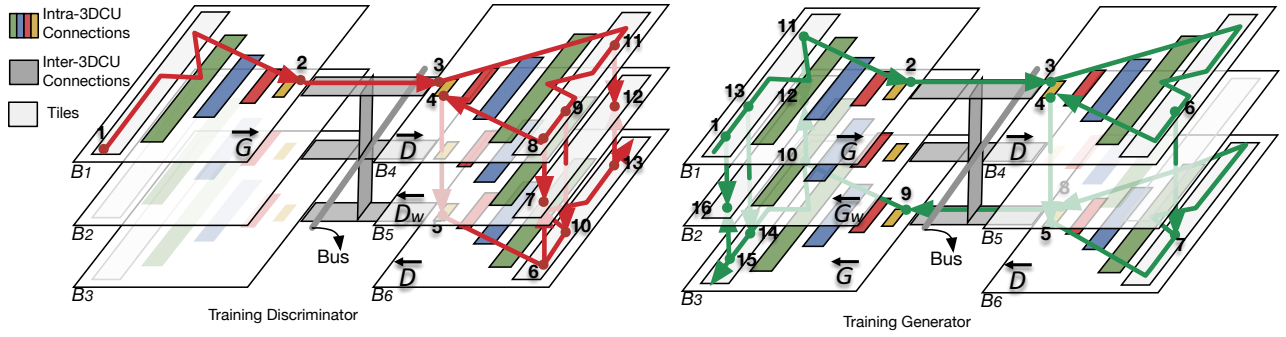 Intra-3DCU
Connections
Inter-3DCU
Connections
Tiles
1
2
3
4
5
6
7
8
9
10
11
12
13
G
D
D_W
D
B1
B2
B3
B4
B5
B6
Bus
Training Discriminator
1
2
3
4
5
6
7
8
9
10
11
12
13
14
15
16
G
D
G_W
G
D
B1
B2
B3
B4
B5
B6
Bus
Training Generator